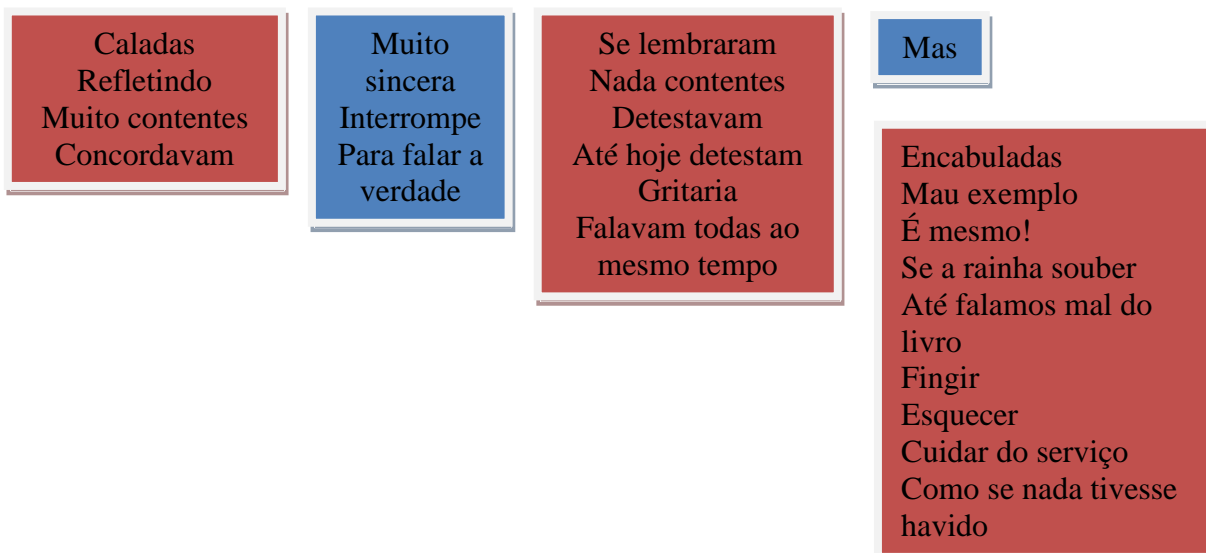 Caladas
Refletindo
Muito contentes
Concordavam
Muito
sincera
Interrompe
Para falar a
verdade
Se lembraram
Nada contentes
Detestavam
Até hoje detestam
Gritaria
Falavam todas ao
mesmo tempo
Mas
Encabuladas
Mau exemplo
É mesmo!
Se a rainha souber
Até falamos mal do
livro
Fingir
Esquecer
Cuidar do serviço
Como se nada tivesse
havido